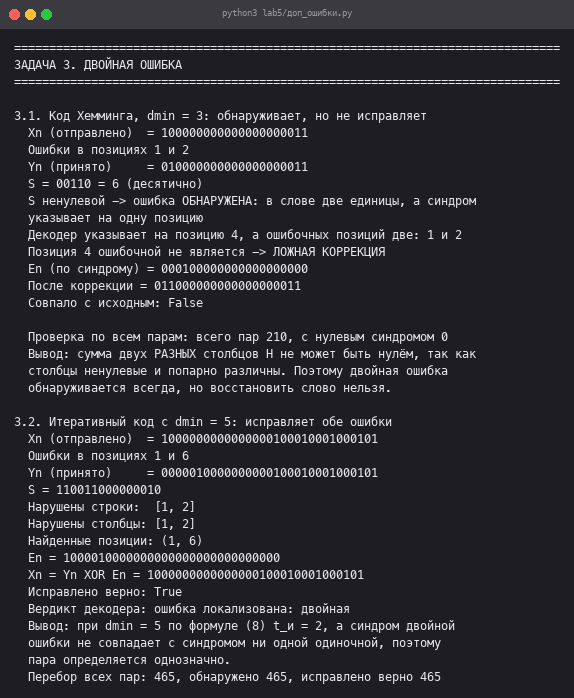 python3 lab5/доп_ошибки.py
==============================================================================
ЗАДАЧА 3. ДВОЙНАЯ ОШИБКА
==============================================================================
3.1. Код Хемминга, dmin = 3: обнаруживает, но не исправляет
Xn (отправлено)  = 100000000000000000011
Ошибки в позициях 1 и 2
Yn (принято)     = 010000000000000000011
S = 00110 = 6 (десятично)
S ненулевой —> ошибка ОБНАРУЖЕНА: в слове две единицы, а синдром
указывает на одну позицию
Декодер указывает на позицию 4, а ошибочных позиций две: 1 и 2
Позиция 4 ошибочной не является —> ЛОЖНАЯ КОРРЕКЦИЯ
En (по синдрому) = 000100000000000000000
После коррекции = 011000000000000000011
Совпало с исходным: False
Проверка по всем парам: всего пар 210, с нулевым синдромом 0
Вывод: сумма двух РАЗНЫХ столбцов H не может быть нулём, так как
столбцы ненулевые и попарно различны. Поэтому двойная ошибка
обнаруживается всегда, но восстановить слово нельзя.
3.2. Итеративный код с dmin = 5: исправляет обе ошибки
Xn (отправлено)  = 1000000000000000100010001000101
Ошибки в позициях 1 и 6
Yn (принято)     = 0000010000000000100010001000101
S = 110011000000010
Нарушены строки:  [1, 2]
Нарушены столбцы: [1, 2]
Найденные позиции: (1, 6)
En = 1000010000000000000000000000000
Xn = Yn XOR En = 1000000000000000100010001000101
Исправлено верно: True
Вердикт декодера: ошибка локализована: двойная
Вывод: при dmin = 5 по формуле (8) t_и = 2, а синдром двойной
ошибки не совпадает с синдромом ни одной одиночной, поэтому
пара определяется однозначно.
Перебор всех пар: 465, обнаружено 465, исправлено верно 465